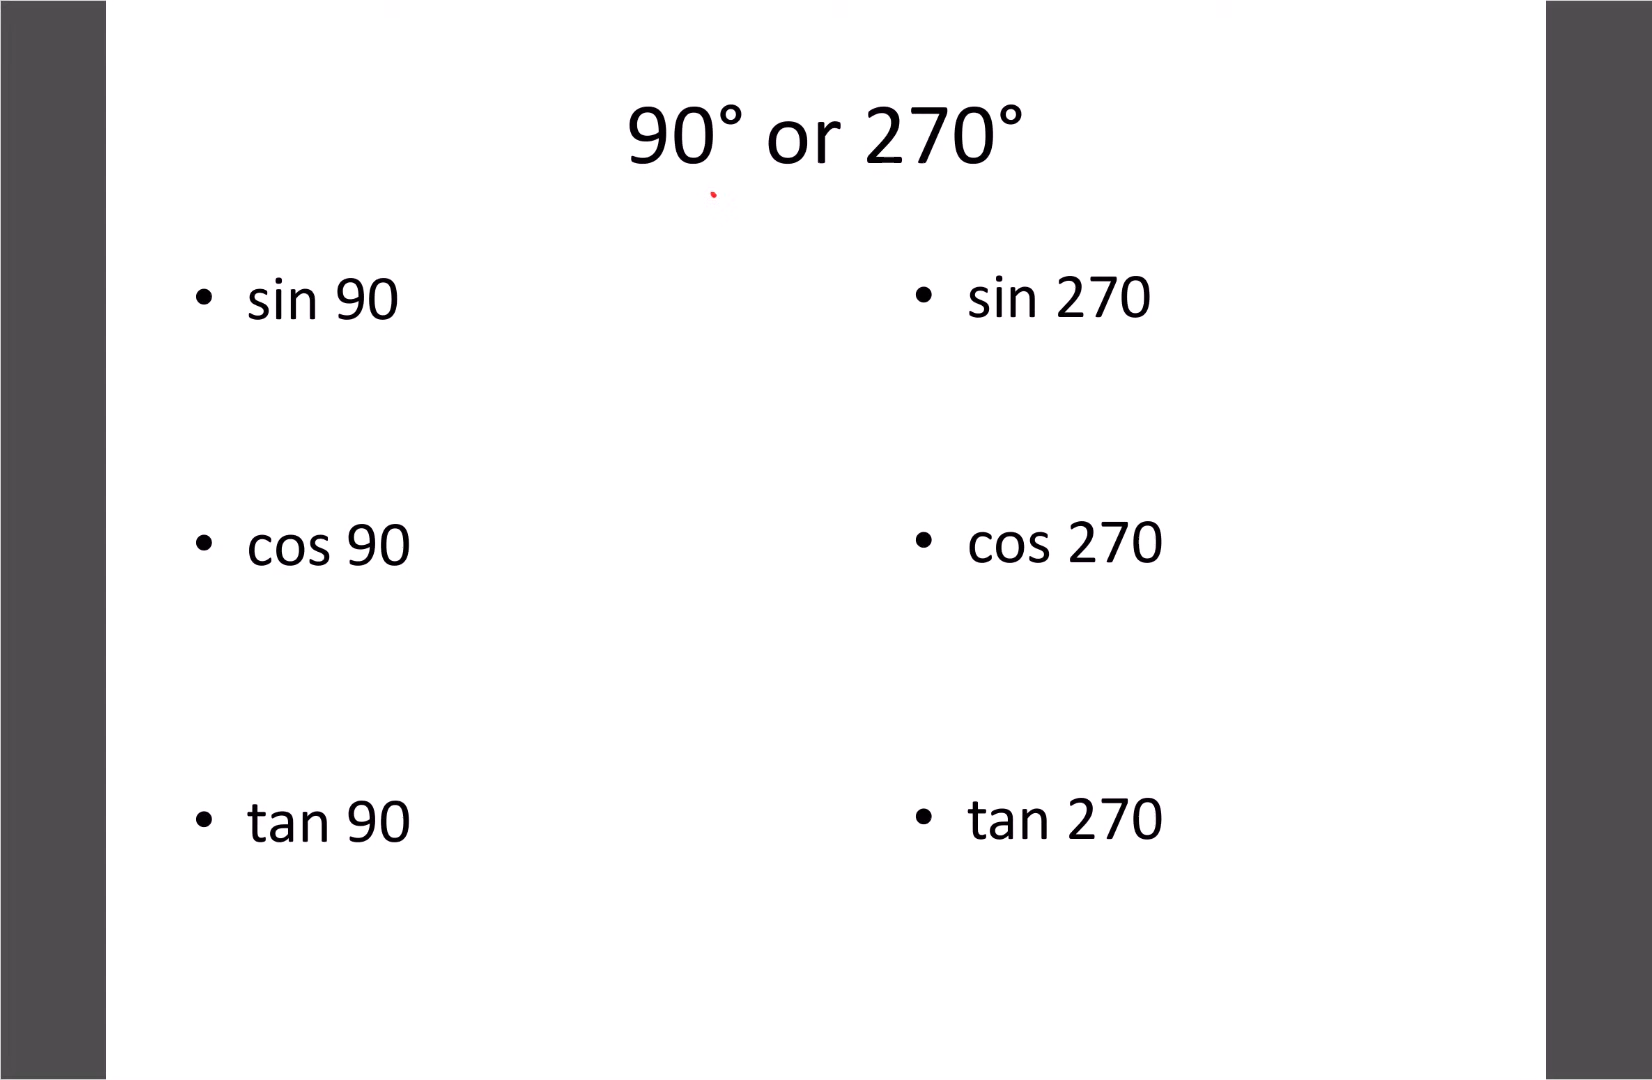 90° or 270°
• sin 90
• cos 90
• tan 90
• sin 270
• cos 270
• tan 270